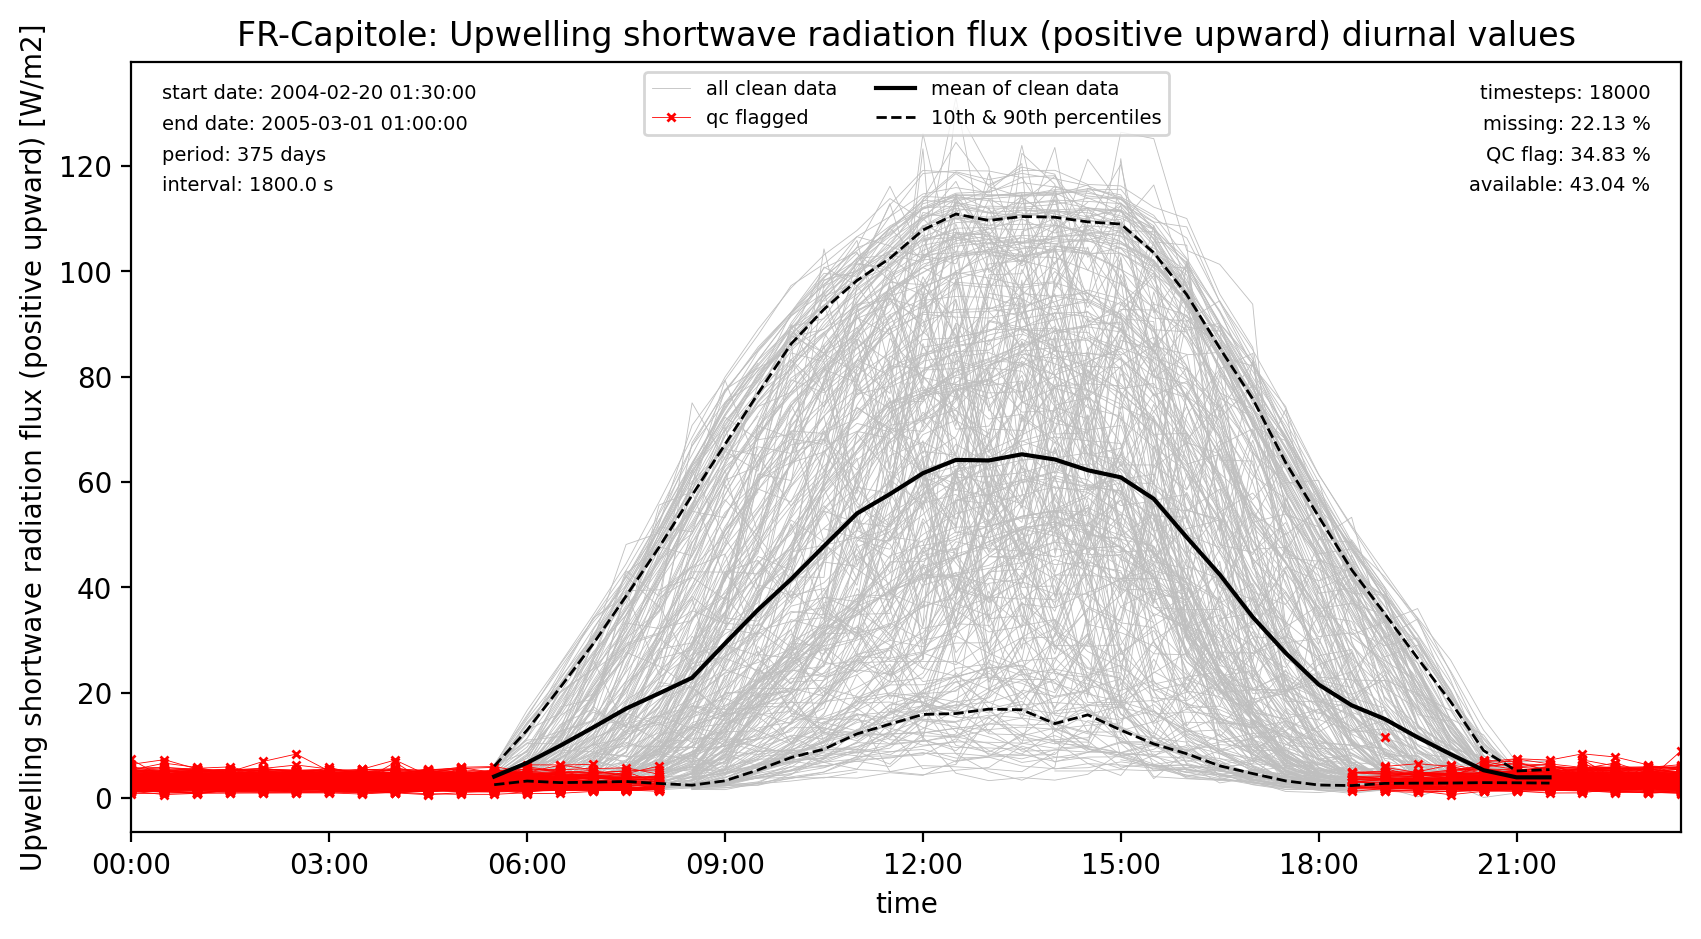 FR-Capitole: Upwelling shortwave radiation flux (positive upward) diurnal values
Upwelling shortwave radiation flux (positive upward) [W/m2]
start date: 2004-02-20 01:30:00
end date: 2005-03-01 01:00:00
period: 375 days
interval: 1800.0 s
all clean data
qc flagged
mean of clean data
10th & 90th percentiles
timesteps: 18000
missing: 22.13 %
QC flag: 34.83 %
available: 43.04 %
120
100
80
60
40
20
0
00:00 03:00 06:00 09:00 12:00 15:00 18:00 21:00
time